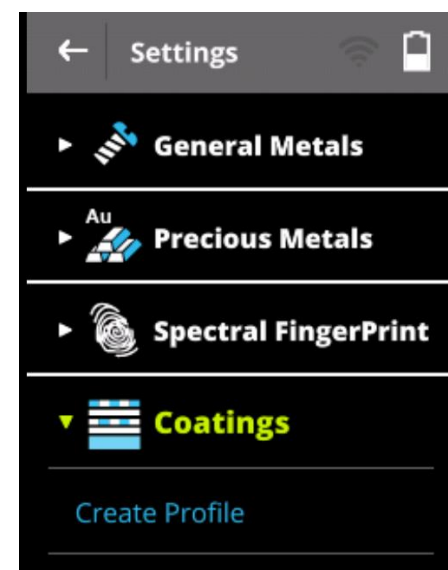 Settings
General Metals
Au
Precious Metals
Spectral FingerPrint
Coatings
Create Profile